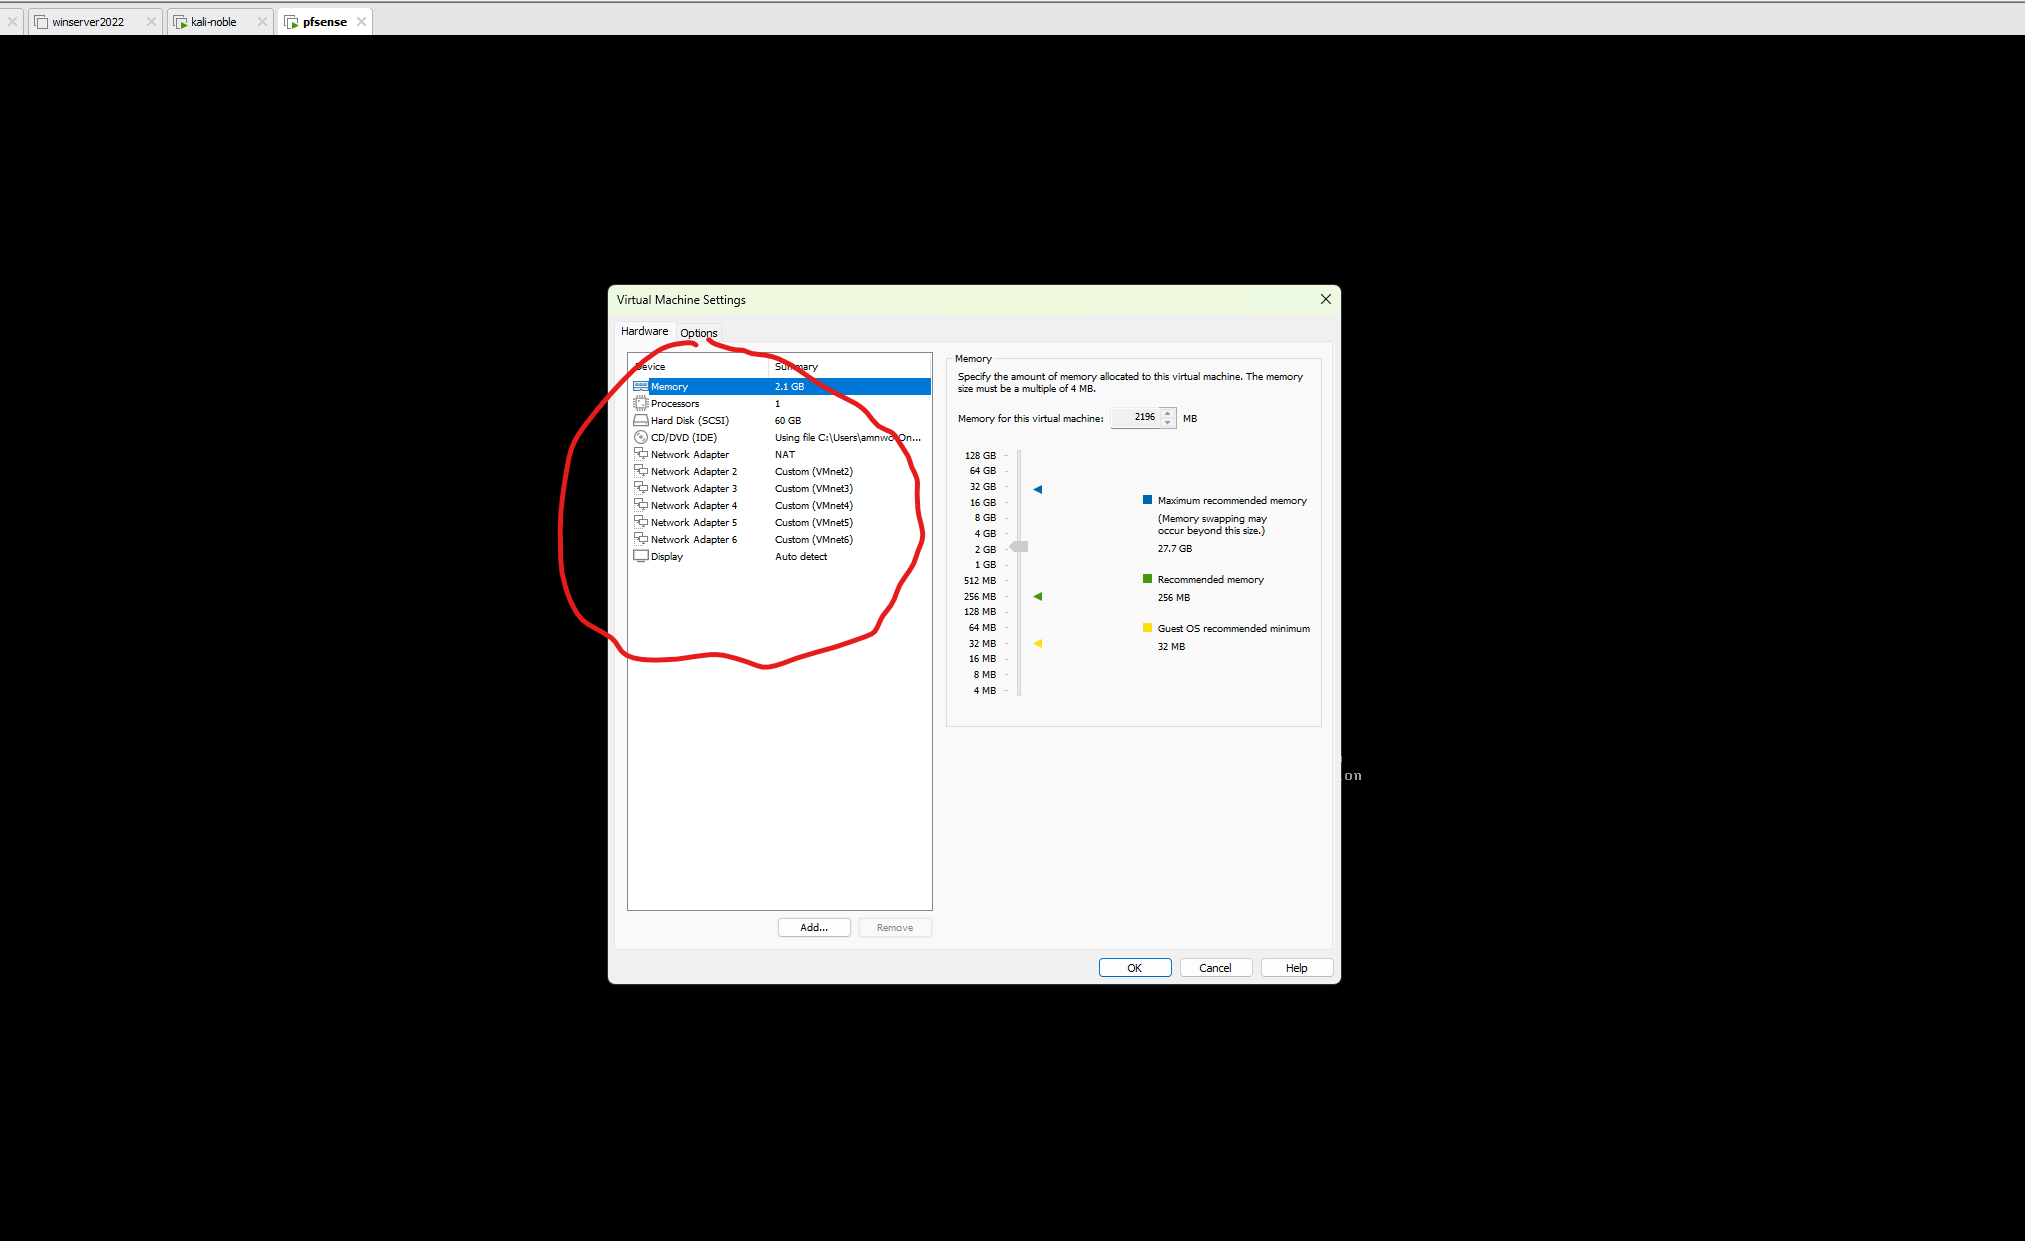 winserver2022 kali-noble pfsense
Virtual Machine Settings
Hardware Options
Device Summary
Memory 2.1 GB
Processors 1
Hard Disk (SCSI) 60 GB
CD/DVD (IDE) Using file C:\Users\amnwo\On...
Network Adapter NAT
Network Adapter 2 Custom (VMnet2)
Network Adapter 3 Custom (VMnet3)
Network Adapter 4 Custom (VMnet4)
Network Adapter 5 Custom (VMnet5)
Network Adapter 6 Custom (VMnet6)
Display Auto detect
Add... Remove
Memory
Specify the amount of memory allocated to this virtual machine. The memory
size must be a multiple of 4 MB.
Memory for this virtual machine: 2196 MB
128 GB
64 GB
32 GB
16 GB
8 GB
4 GB
2 GB
1 GB
512 MB
256 MB
128 MB
64 MB
32 MB
16 MB
8 MB
4 MB
Maximum recommended memory
(Memory swapping may
occur beyond this size.)
27.7 GB
Recommended memory
256 MB
Guest OS recommended minimum
32 MB
on
OK Cancel Help